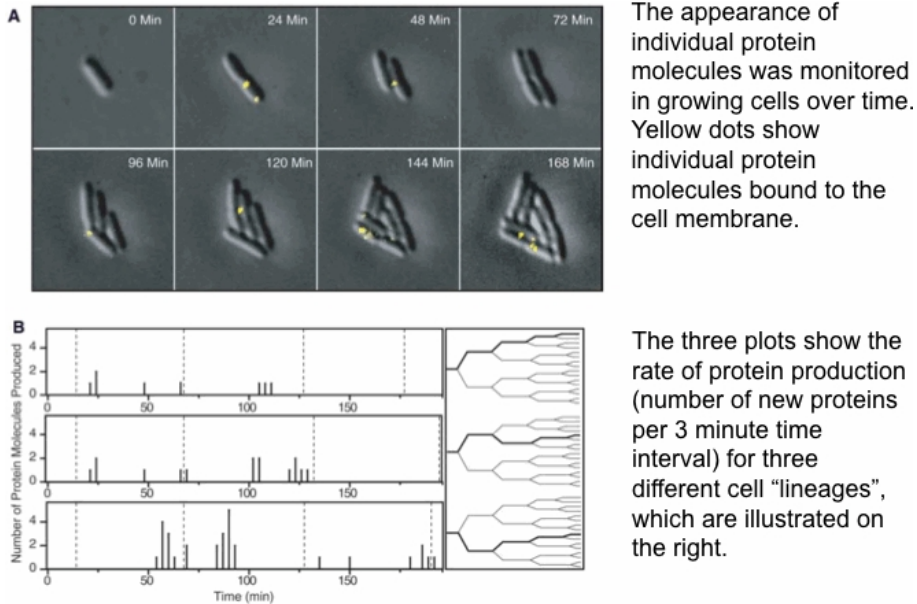 A
0 Min
24 Min
48 Min
72 Min
96 Min
120 Min
144 Min
168 Min
The appearance of
individual protein
molecules was monitored
in growing cells over time.
Yellow dots show
individual protein
molecules bound to the
cell membrane.
B
Number of Protein Molecules Produced
4
2
0
0
50
100
150
4
2
0
0
50
100
150
4
2
0
0
50
100
150
Time (min)
The three plots show the
rate of protein production
(number of new proteins
per 3 minute time
interval) for three
different cell “lineages”,
which are illustrated on
the right.